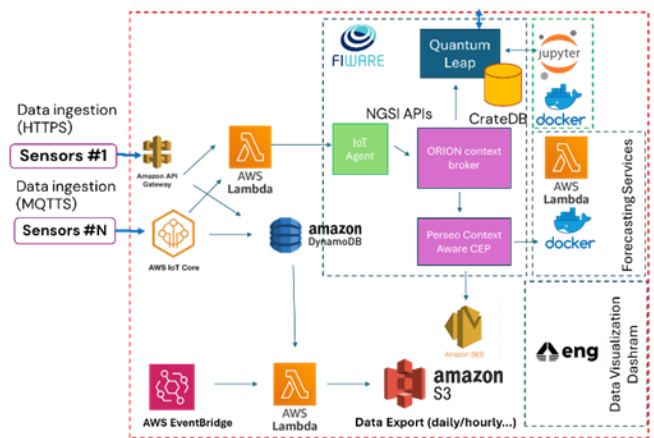 FIWARE
Quantum
Leap
jupyter
docker
CrateDB
NGSI APIs
Data ingestion
(HTTPS)
Sensors #1
Amazon API
Gateway
AWS
Lambda
IoT
Agent
ORION context
broker
Data ingestion
(MQTTS)
Sensors #N
AWS IoT Core
amazon
DynamoDB
Perseo Context
Aware CEP
AWS
Lambda
docker
Forecasting Services
Amazon SES
eng
Data Visualization
Dashram
AWS EventBridge
AWS
Lambda
amazon
S3
Data Export (daily/hourly...)